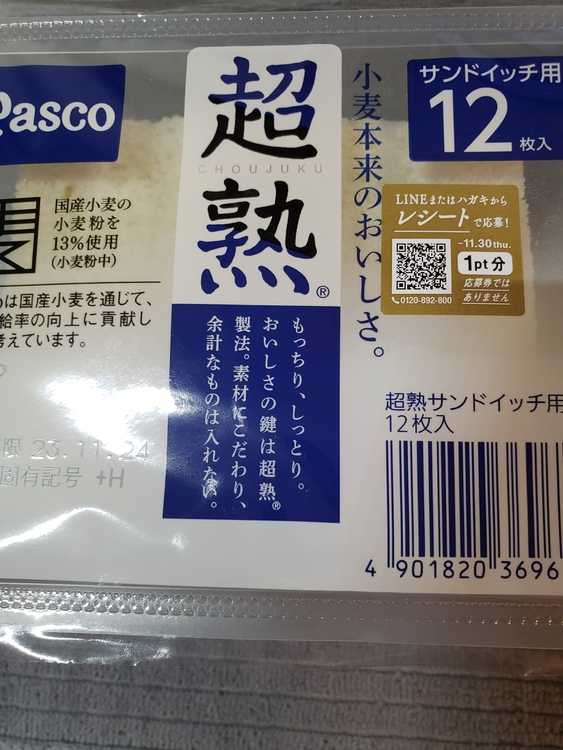 Pasco
国産小麦の
小麦粉を
13%使用
(小麦粉中)
は国産小麦を通じて、
給率の向上に貢献し
考えています。
限 23.11.24
固有記号 +H
超熟®
CHOUJUKU
もっちり、しっとり。
おいしさの鍵は超熟®
製法。素材にこだわり、
余計なものは入れない。
小麦本来のおいしさ。
サンドイッチ用
12枚入
LINEまたはハガキから
レシートで応募!
~11.30thu.
1pt分
応募券では
ありません
0120-892-800
超熟サンドイッチ用
12枚入
4 901820 3696